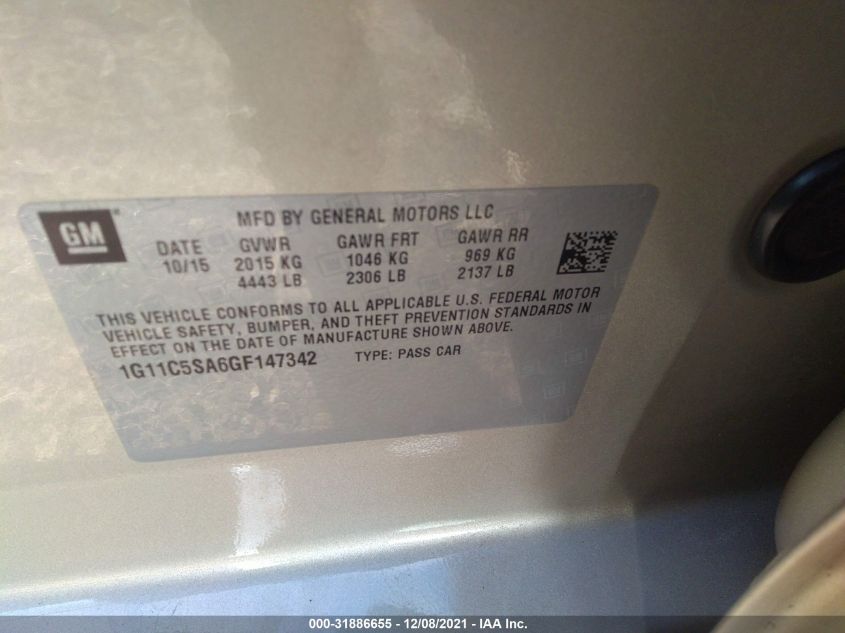 GM
MFD BY GENERAL MOTORS LLC
DATE GVWR GAWR FRT GAWR RR
10/15 2015 KG 1046 KG 969 KG
4443 LB 2306 LB 2137 LB
THIS VEHICLE CONFORMS TO ALL APPLICABLE U.S. FEDERAL MOTOR
VEHICLE SAFETY, BUMPER, AND THEFT PREVENTION STANDARDS IN
EFFECT ON THE DATE OF MANUFACTURE SHOWN ABOVE.
1G11C5SA6GF147342 TYPE: PASS CAR
000-31886655 - 12/08/2021 - IAA Inc.